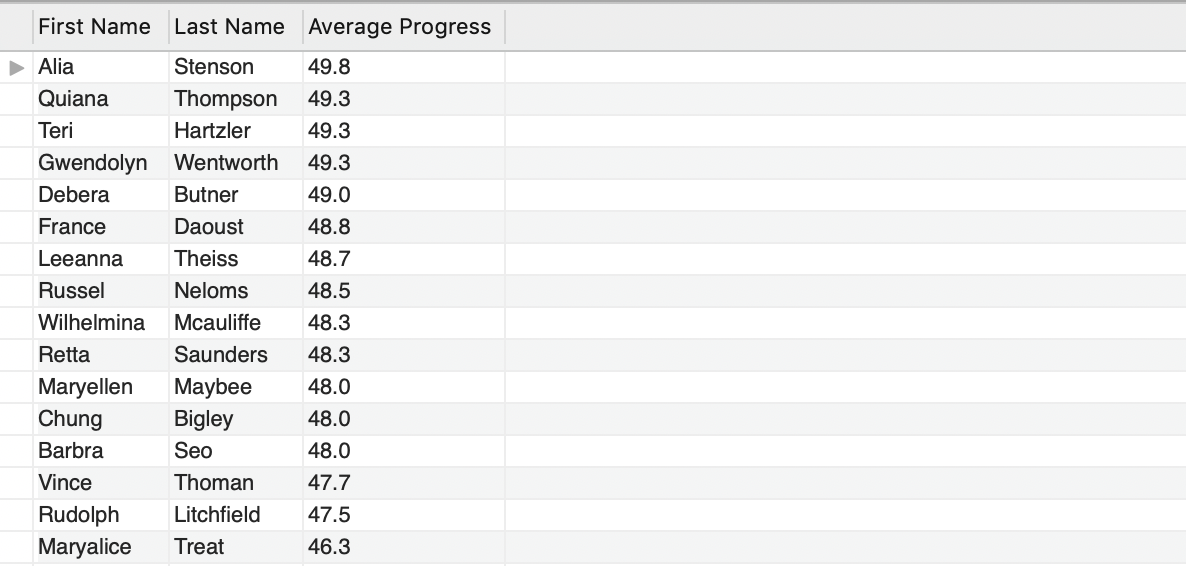 First Name Last Name Average Progress
Alia Stenson 49.8
Quiana Thompson 49.3
Teri Hartzler 49.3
Gwendolyn Wentworth 49.3
Debera Butner 49.0
France Daoust 48.8
Leeanna Theiss 48.7
Russel Neloms 48.5
Wilhelmina Mcauliffe 48.3
Retta Saunders 48.3
Maryellen Maybee 48.0
Chung Bigley 48.0
Barbra Seo 48.0
Vince Thoman 47.7
Rudolph Litchfield 47.5
Maryalice Treat 46.3